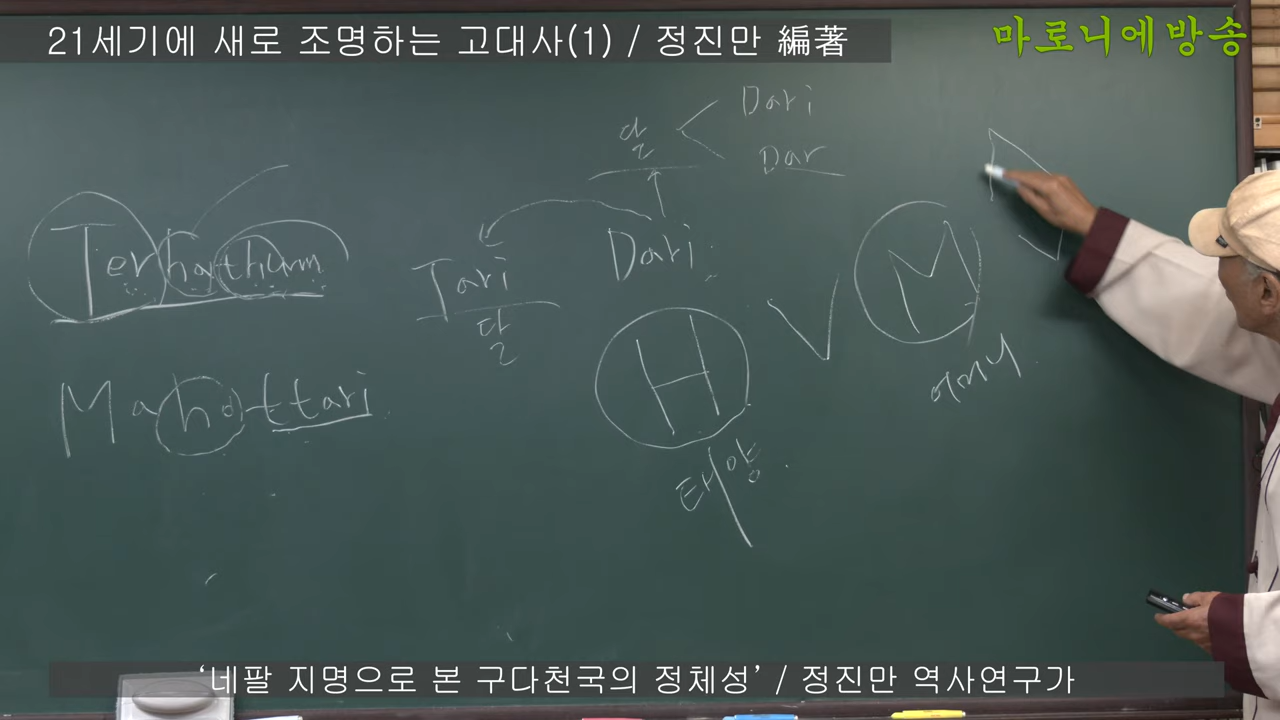 21세기에 새로 조명하는 고대사(1) / 정진만 編著
마로니에방송
달
Dari
Dar
Terhathum
Tari
달
Dari
H
태양
V
M
어머니
Mahottari
‘네팔 지명으로 본 구다천국의 정체성’ / 정진만 역사연구가